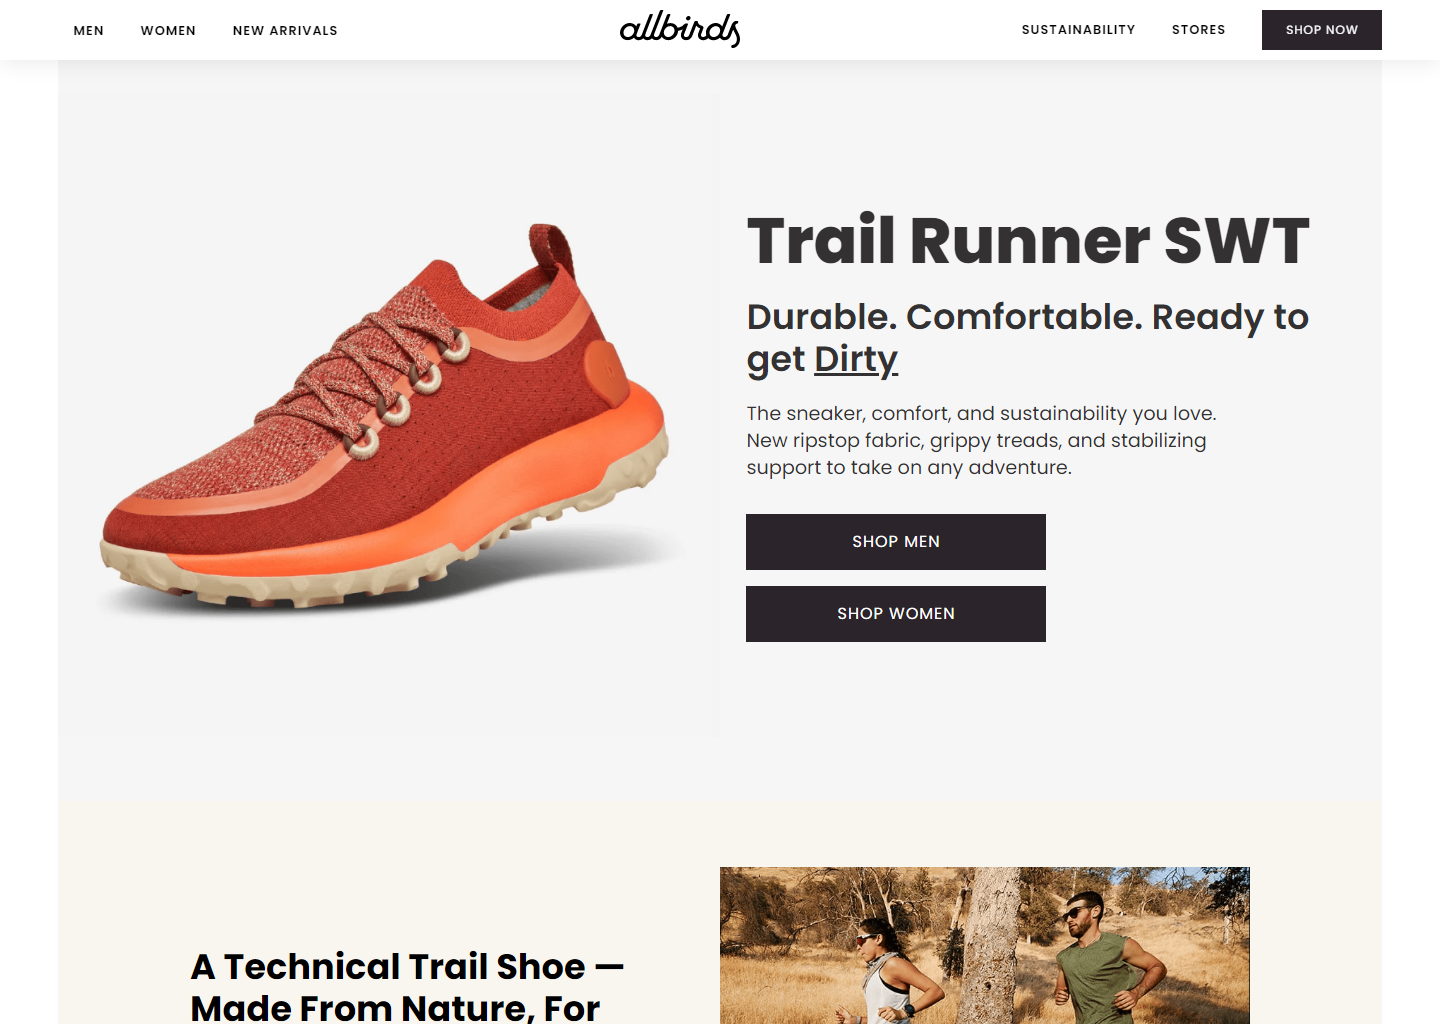 MEN WOMEN NEW ARRIVALS allbirds SUSTAINABILITY STORES SHOP NOW
Trail Runner SWT
Durable. Comfortable. Ready to
get Dirty
The sneaker, comfort, and sustainability you love.
New ripstop fabric, grippy treads, and stabilizing
support to take on any adventure.
SHOP MEN
SHOP WOMEN
A Technical Trail Shoe —
Made From Nature, For